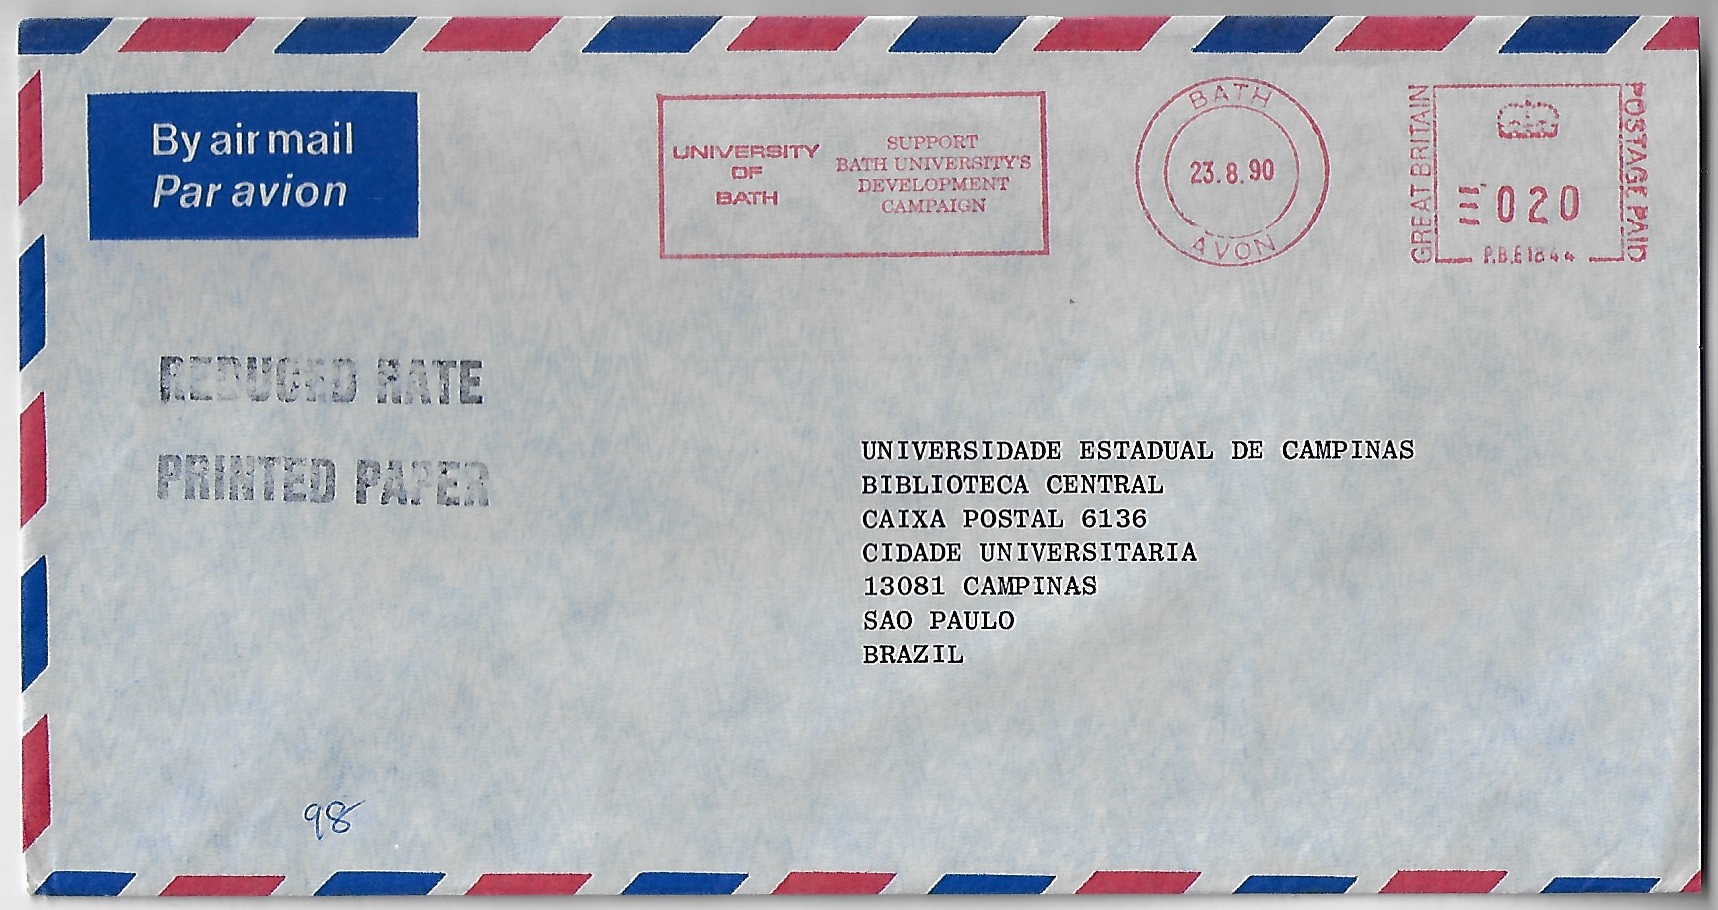 By air mail
Par avion
UNIVERSITY
OF
BATH
SUPPORT
BATH UNIVERSITY'S
DEVELOPMENT
CAMPAIGN
BATH
23.8.90
AVON
GREAT BRITAIN
020
P.B.E1844
POSTAGE PAID
REDUCED RATE
PRINTED PAPER
UNIVERSIDADE ESTADUAL DE CAMPINAS
BIBLIOTECA CENTRAL
CAIXA POSTAL 6136
CIDADE UNIVERSITARIA
13081 CAMPINAS
SAO PAULO
BRAZIL
98